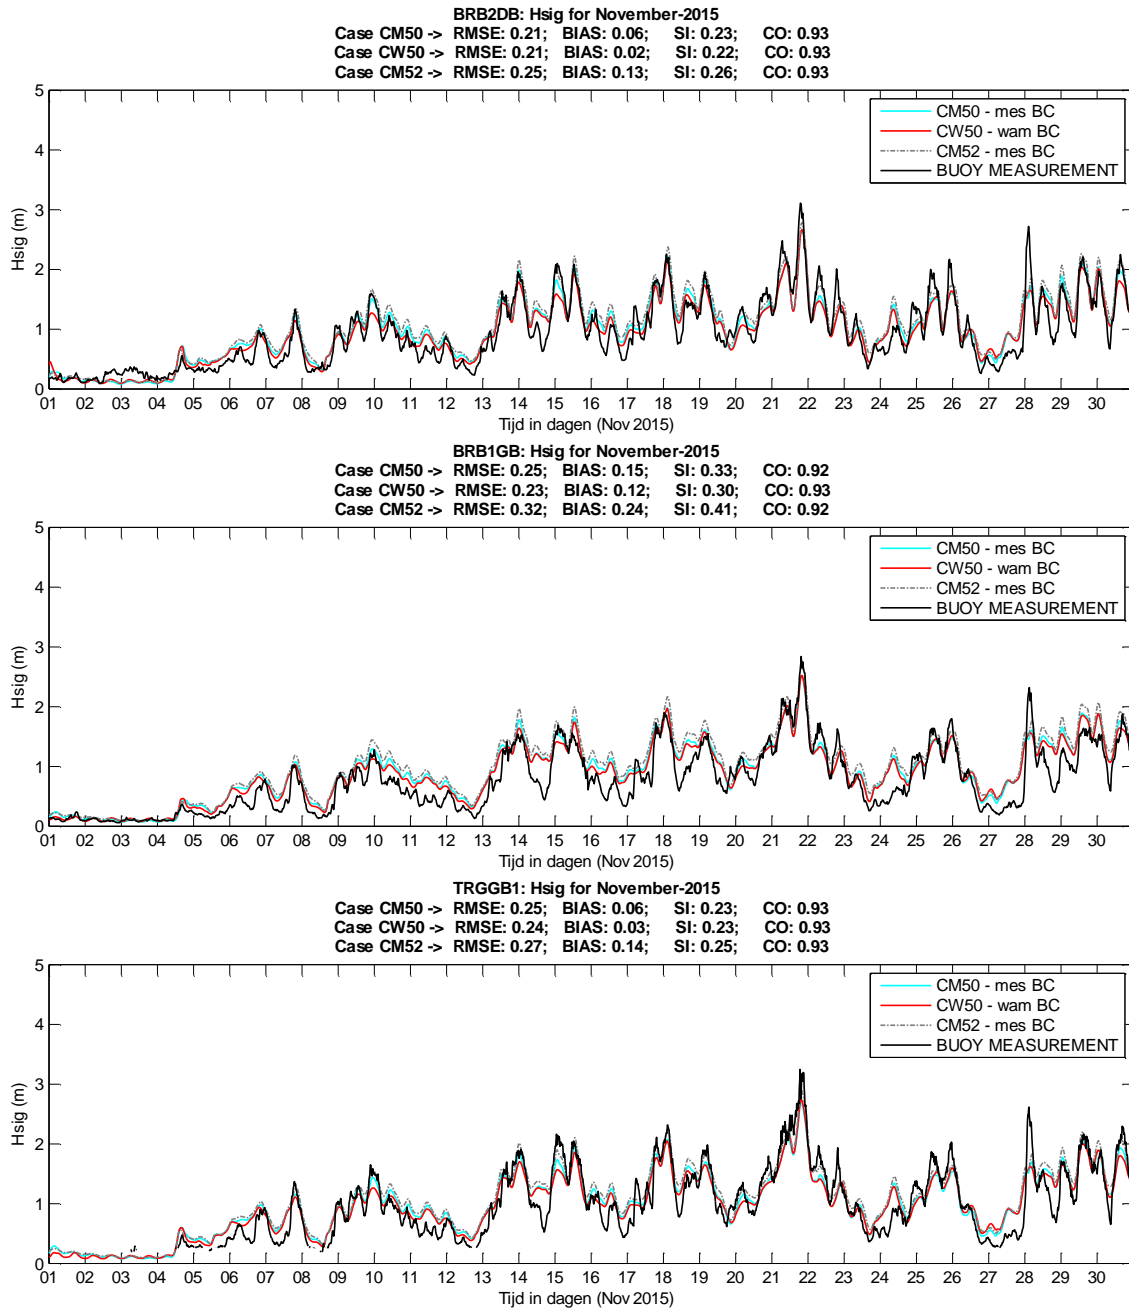 BRB2DB: Hsig for November-2015
Case CM50 -> RMSE: 0.21; BIAS: 0.06; SI: 0.23; CO: 0.93
Case CW50 -> RMSE: 0.21; BIAS: 0.02; SI: 0.22; CO: 0.93
Case CM52 -> RMSE: 0.25; BIAS: 0.13; SI: 0.26; CO: 0.93
5
4
3
2
1
0
Hsig (m)
CM50 - mes BC
CW50 - wam BC
CM52 - mes BC
BUOY MEASUREMENT
01 02 03 04 05 06 07 08 09 10 11 12 13 14 15 16 17 18 19 20 21 22 23 24 25 26 27 28 29 30
Tijd in dagen (Nov 2015)
BRB1GB: Hsig for November-2015
Case CM50 -> RMSE: 0.25; BIAS: 0.15; SI: 0.33; CO: 0.92
Case CW50 -> RMSE: 0.23; BIAS: 0.12; SI: 0.30; CO: 0.93
Case CM52 -> RMSE: 0.32; BIAS: 0.24; SI: 0.41; CO: 0.92
5
4
3
2
1
0
Hsig (m)
CM50 - mes BC
CW50 - wam BC
CM52 - mes BC
BUOY MEASUREMENT
01 02 03 04 05 06 07 08 09 10 11 12 13 14 15 16 17 18 19 20 21 22 23 24 25 26 27 28 29 30
Tijd in dagen (Nov 2015)
TRGGB1: Hsig for November-2015
Case CM50 -> RMSE: 0.25; BIAS: 0.06; SI: 0.23; CO: 0.93
Case CW50 -> RMSE: 0.24; BIAS: 0.03; SI: 0.23; CO: 0.93
Case CM52 -> RMSE: 0.27; BIAS: 0.14; SI: 0.25; CO: 0.93
5
4
3
2
1
0
Hsig (m)
CM50 - mes BC
CW50 - wam BC
CM52 - mes BC
BUOY MEASUREMENT
01 02 03 04 05 06 07 08 09 10 11 12 13 14 15 16 17 18 19 20 21 22 23 24 25 26 27 28 29 30
Tijd in dagen (Nov 2015)